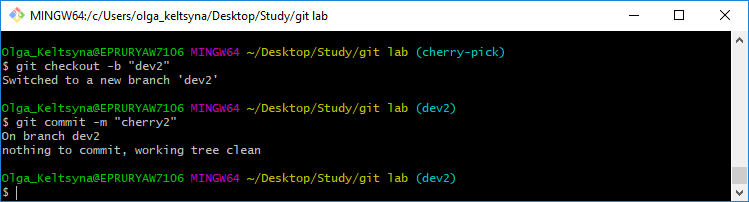 MINGW64:/c/Users/olga_keltsyna/Desktop/Study/git lab
Olga_Keltsyna@EPRURYAW7106 MINGW64 ~/Desktop/Study/git lab (cherry-pick)
$ git checkout -b "dev2"
Switched to a new branch 'dev2'
Olga_Keltsyna@EPRURYAW7106 MINGW64 ~/Desktop/Study/git lab (dev2)
$ git commit -m "cherry2"
On branch dev2
nothing to commit, working tree clean
Olga_Keltsyna@EPRURYAW7106 MINGW64 ~/Desktop/Study/git lab (dev2)
$